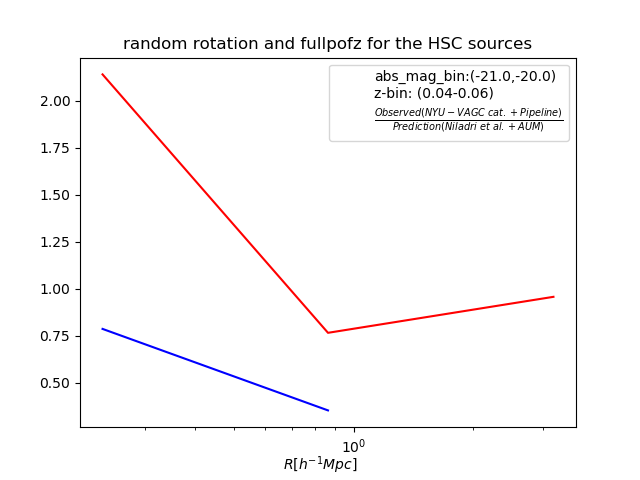 random rotation and fullpofz for the HSC sources
abs_mag_bin:(-21.0,-20.0)
z-bin: (0.04-0.06)
Observed(NYU − VAGC cat. + Pipeline)
Prediction(Niladri et al. + AUM)
2.00
1.75
1.50
1.25
1.00
0.75
0.50
10⁰
R[h⁻¹Mpc]